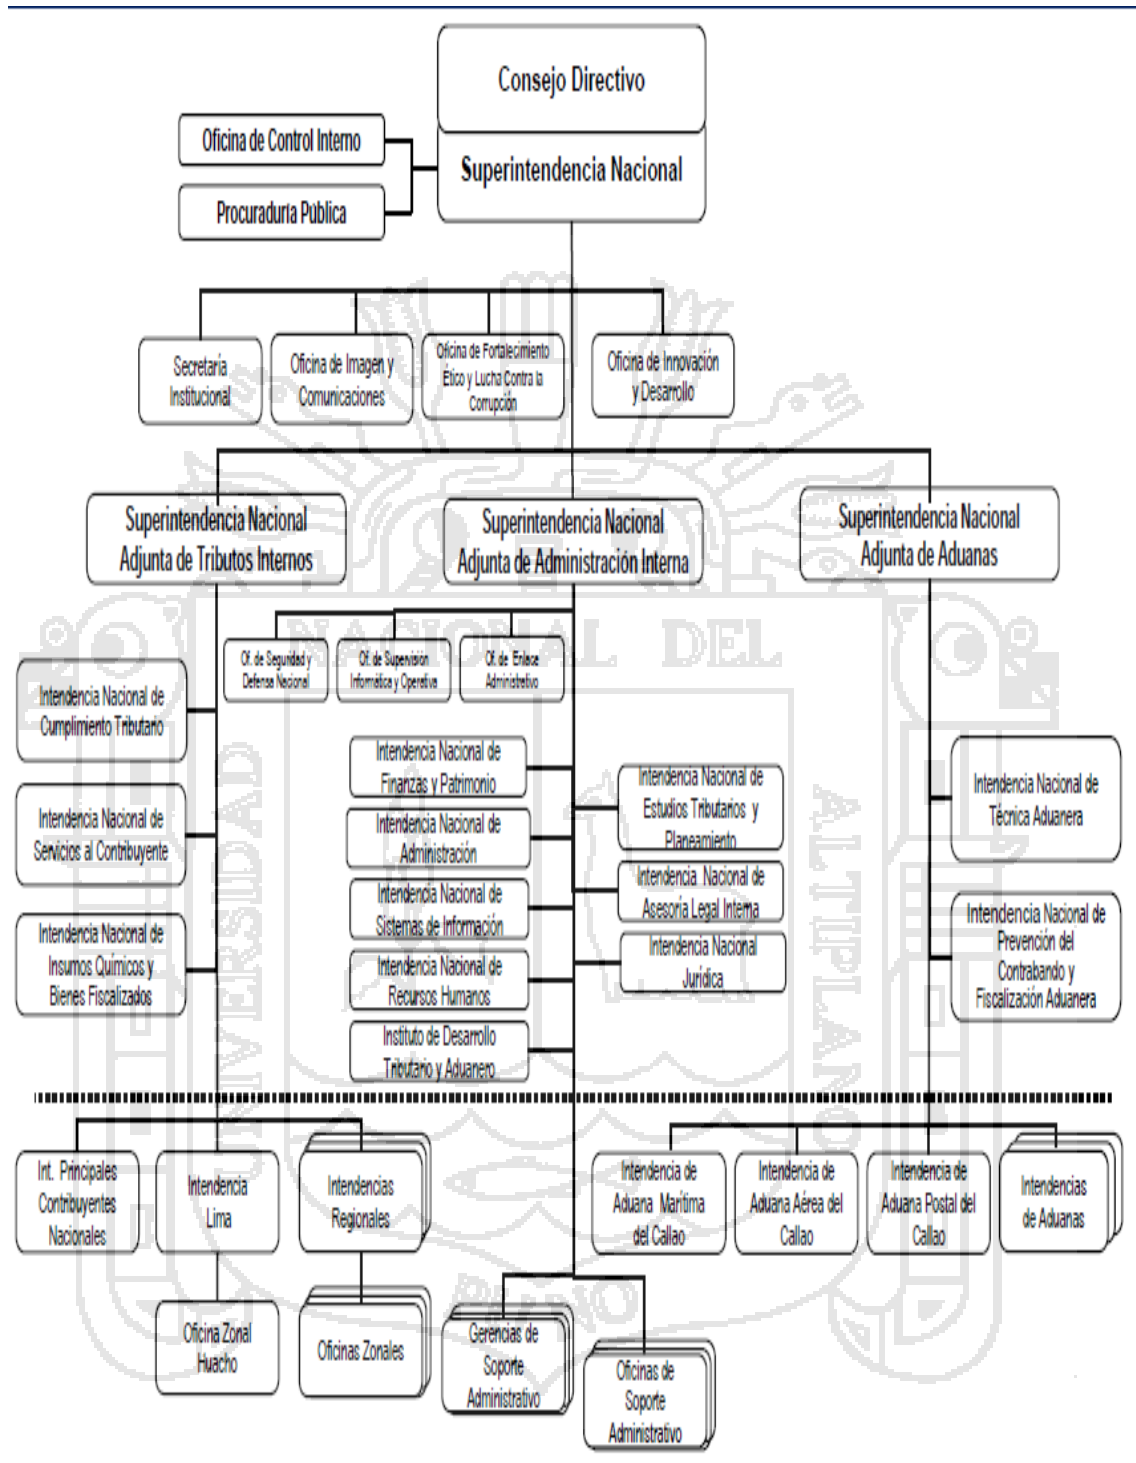 Consejo Directivo
Oficina de Control Interno
Superintendencia Nacional
Procuraduría Pública
Secretaría
Institucional
Oficina de Imagen y
Comunicaciones
Oficina de Fortalecimiento
Ético y Lucha Contra la
Corrupción
Oficina de Innovación
y Desarrollo
Superintendencia Nacional
Adjunta de Tributos Internos
Superintendencia Nacional
Adjunta de Administración Interna
Superintendencia Nacional
Adjunta de Aduanas
Of. de Seguridad y
Defensa Nacional
Of. de Supervisión
Informática y Operativa
Of. de Enlace
Administrativo
Intendencia Nacional de
Cumplimiento Tributario
Intendencia Nacional de
Servicios al Contribuyente
Intendencia Nacional de
Insumos Químicos y
Bienes Fiscalizados
Intendencia Nacional de
Finanzas y Patrimonio
Intendencia Nacional de
Administración
Intendencia Nacional de
Sistemas de Información
Intendencia Nacional de
Recursos Humanos
Instituto de Desarrollo
Tributario y Aduanero
Intendencia Nacional de
Estudios Tributarios y
Planeamiento
Intendencia Nacional de
Asesoría Legal Interna
Intendencia Nacional
Jurídica
Intendencia Nacional de
Técnica Aduanera
Intendencia Nacional de
Prevención del
Contrabando y
Fiscalización Aduanera
Int. Principales
Contribuyentes
Nacionales
Intendencia
Lima
Intendencias
Regionales
Intendencia de
Aduana Marítima
del Callao
Intendencia de
Aduana Aérea del
Callao
Intendencia de
Aduana Postal del
Callao
Intendencias
de Aduanas
Oficina Zonal
Huacho
Oficinas Zonales
Gerencias de
Soporte
Administrativo
Oficinas de
Soporte
Administrativo
UNIVERSIDAD
NACIONAL DEL
ALTIPLANO
PUNO